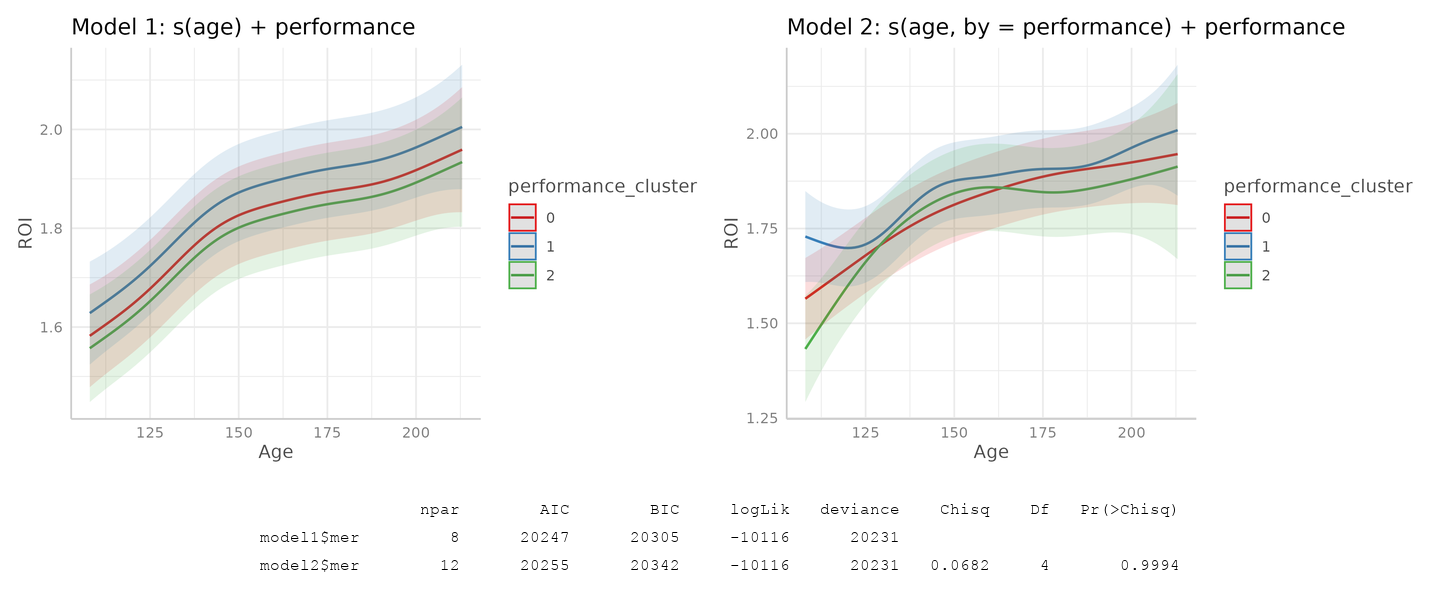 Model 1: s(age) + performance
2.0
1.8
1.6
125 150 175 200
Age
ROI
performance_cluster
0
1
2
Model 2: s(age, by = performance) + performance
2.00
1.75
1.50
1.25
125 150 175 200
Age
ROI
performance_cluster
0
1
2
npar AIC BIC logLik deviance Chisq Df Pr(>Chisq)
model1$mer 8 20247 20305 -10116 20231
model2$mer 12 20255 20342 -10116 20231 0.0682 4 0.9994